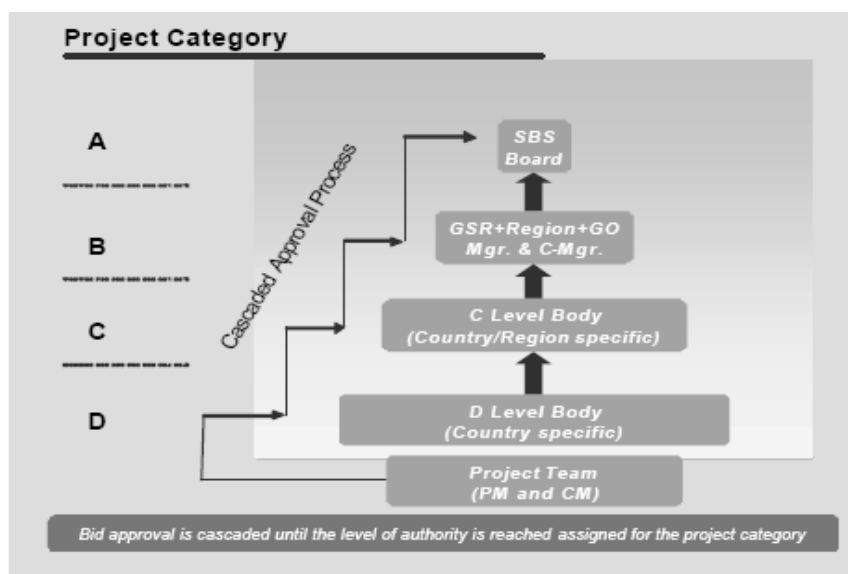 Project Category
A
SBS
Board
Cascaded Approval Process
B
GSR+Region+GO
Mgr. & C-Mgr.
C
C Level Body
(Country/Region specific)
D
D Level Body
(Country specific)
Project Team
(PM and CM)
Bid approval is cascaded until the level of authority is reached assigned for the project category